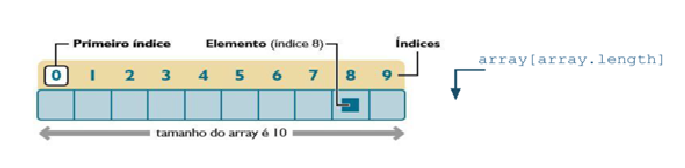 Primeiro índice
Elemento (índice 8)
Índices
array[array.length]
0 1 2 3 4 5 6 7 8 9
tamanho do array é 10